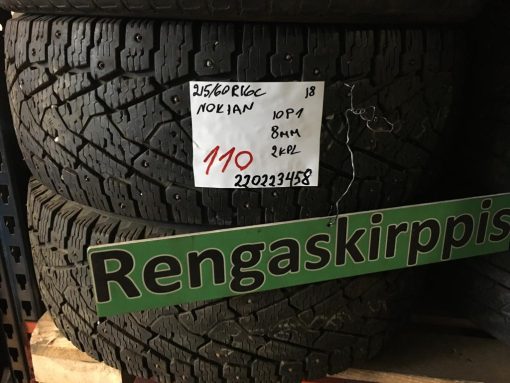 215/60R16C 18
NOKIAN 10P1
8MM
110 2KPL
220223458
Rengaskirppis